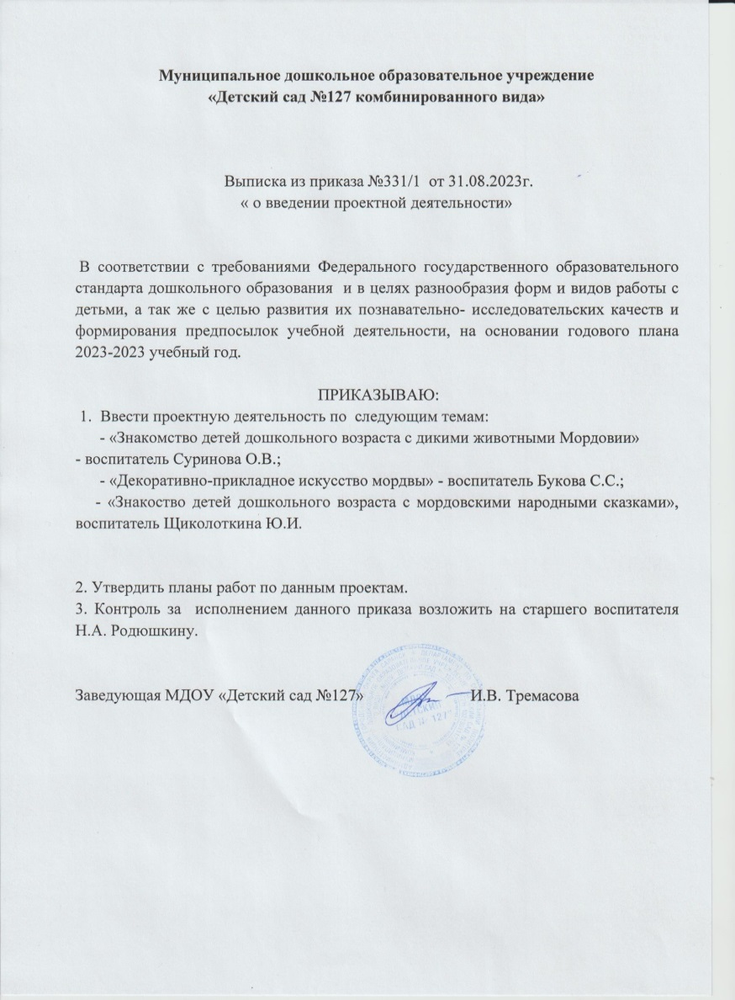 Муниципальное дошкольное образовательное учреждение
«Детский сад №127 комбинированного вида»
Выписка из приказа №331/1 от 31.08.2023г.
« о введении проектной деятельности»
В соответствии с требованиями Федерального государственного образовательного
стандарта дошкольного образования и в целях разнообразия форм и видов работы с
детьми, а так же с целью развития их познавательно- исследовательских качеств и
формирования предпосылок учебной деятельности, на основании годового плана
2023-2023 учебный год.
ПРИКАЗЫВАЮ:
1. Ввести проектную деятельность по следующим темам:
- «Знакомство детей дошкольного возраста с дикими животными Мордовии»
- воспитатель Суринова О.В.;
- «Декоративно-прикладное искусство мордвы» - воспитатель Букова С.С.;
- «Знакоство детей дошкольного возраста с мордовскими народными сказками»,
воспитатель Щиколоткина Ю.И.
2. Утвердить планы работ по данным проектам.
3. Контроль за исполнением данного приказа возложить на старшего воспитателя
Н.А. Родюшкину.
Заведующая МДОУ «Детский сад №127» И.В. Тремасова
ДЕТСКИЙ
САД № 127